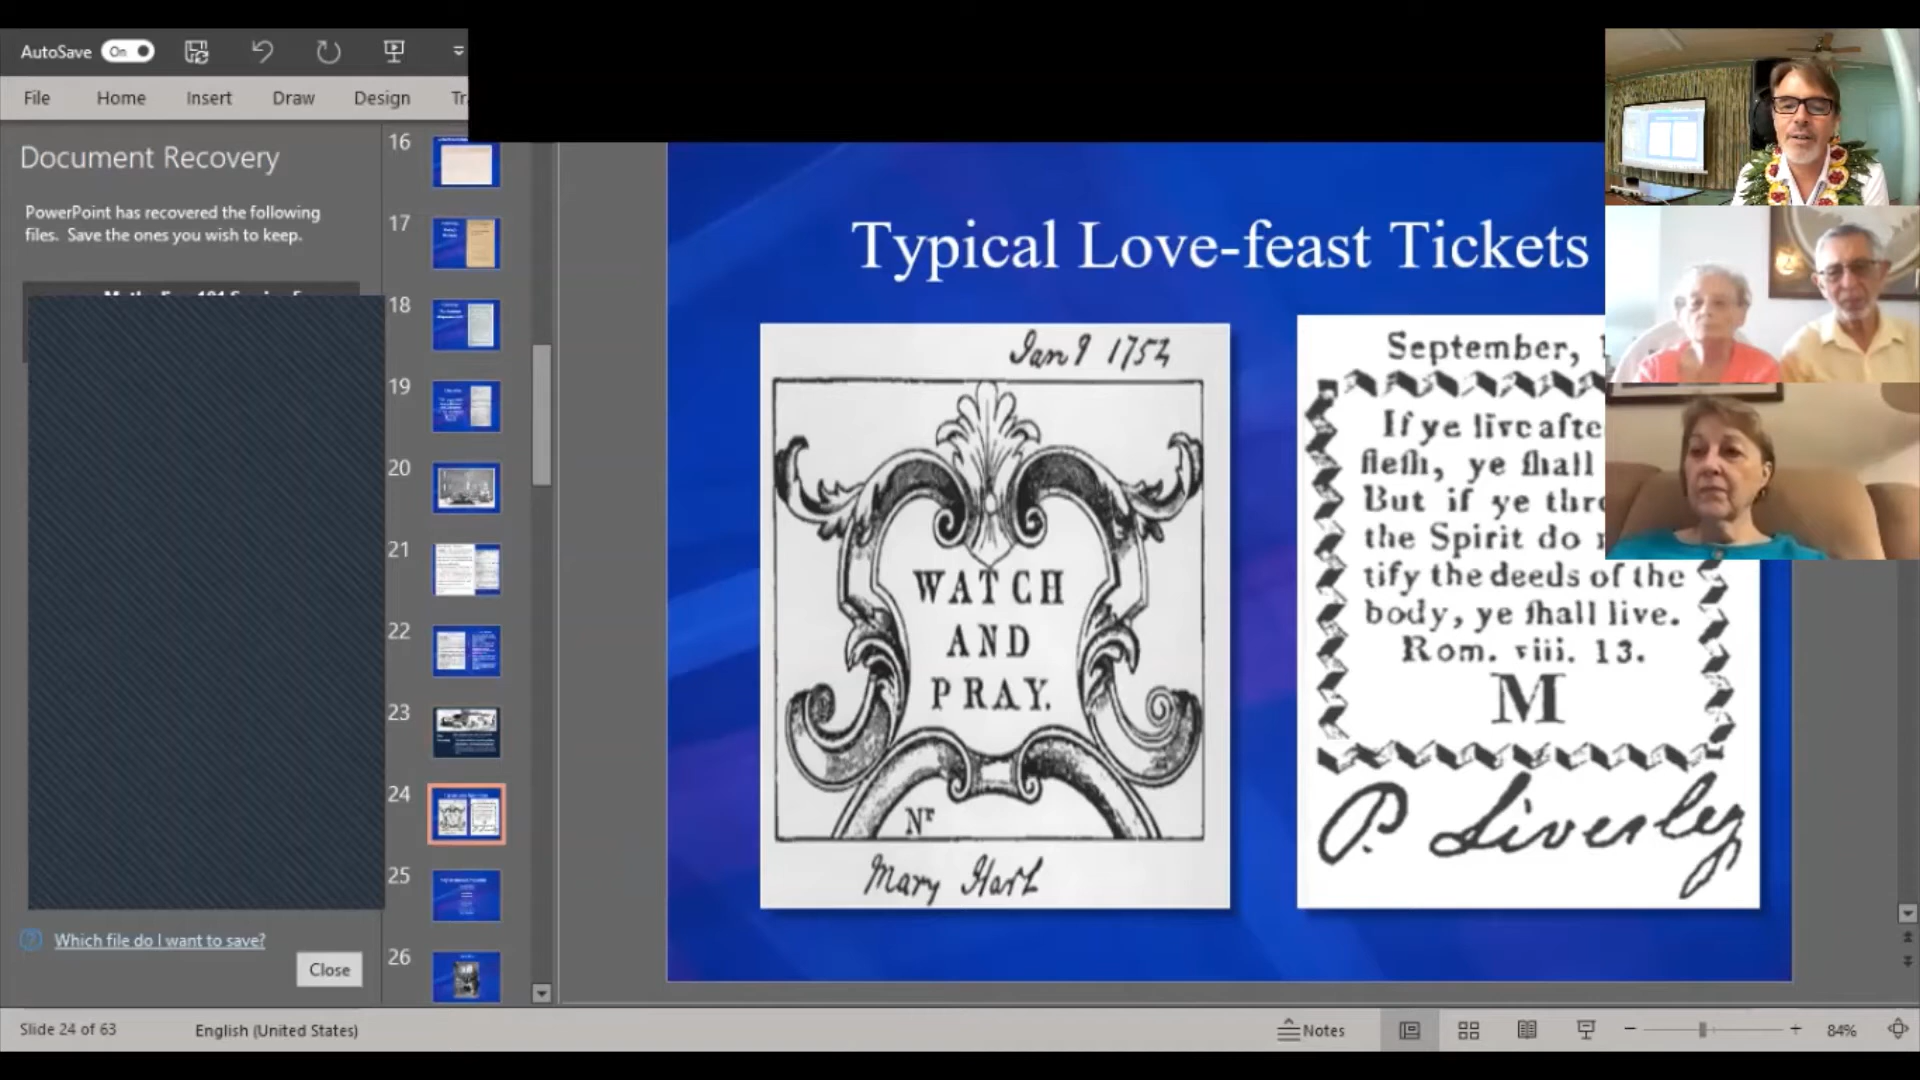 AutoSave On
File Home Insert Draw Design
Document Recovery
PowerPoint has recovered the following
files. Save the ones you wish to keep.
Which file do I want to save?
Close
16
17
18
19
20
21
22
23
24
25
26
Typical Love-feast Tickets
Jan 9 1754
WATCH
AND
PRAY.
Nr
Mary Hart
September,
If ye live afte
fleſh, ye ſhall
But if ye thro
the Spirit do
tify the deeds of the
body, ye ſhall live.
Rom. viii. 13.
M
P. Liversley
Slide 24 of 63 English (United States) Notes 84%